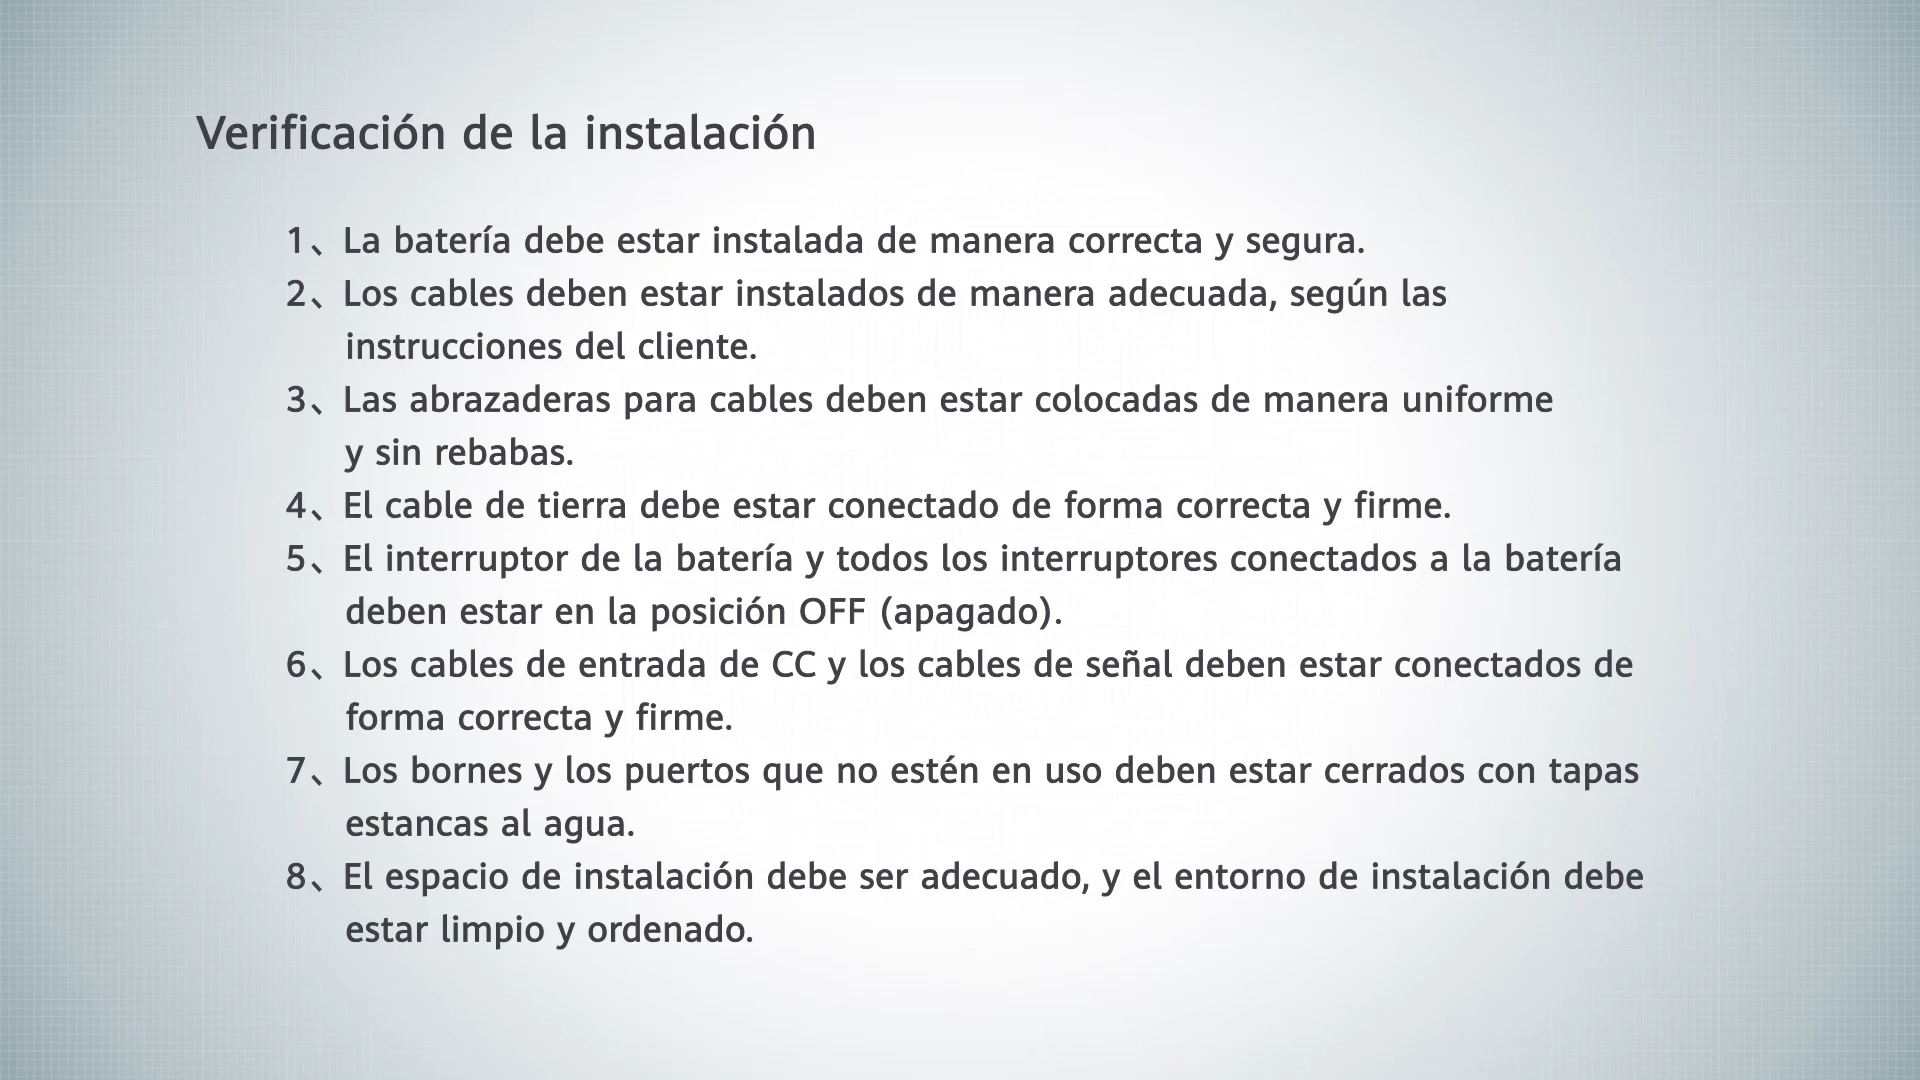 Verificación de la instalación
1、La batería debe estar instalada de manera correcta y segura.
2、Los cables deben estar instalados de manera adecuada, según las
instrucciones del cliente.
3、Las abrazaderas para cables deben estar colocadas de manera uniforme
y sin rebabas.
4、El cable de tierra debe estar conectado de forma correcta y firme.
5、El interruptor de la batería y todos los interruptores conectados a la batería
deben estar en la posición OFF (apagado).
6、Los cables de entrada de CC y los cables de señal deben estar conectados de
forma correcta y firme.
7、Los bornes y los puertos que no estén en uso deben estar cerrados con tapas
estancas al agua.
8、El espacio de instalación debe ser adecuado, y el entorno de instalación debe
estar limpio y ordenado.